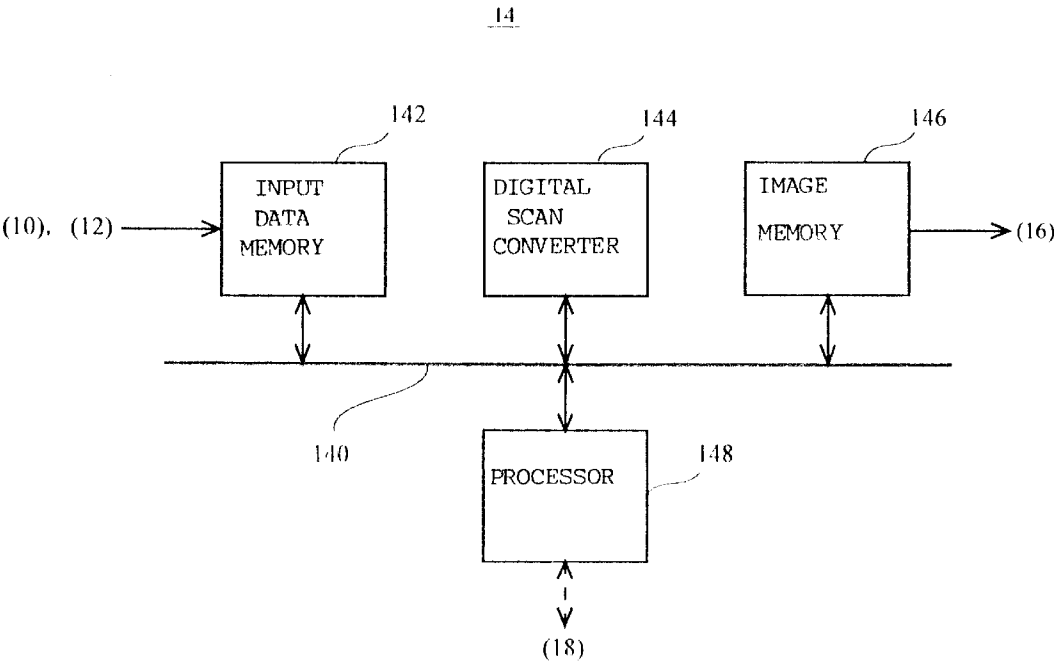 14
142
144
146
INPUT
DATA
MEMORY
DIGITAL
SCAN
CONVERTER
IMAGE
MEMORY
(10), (12)
(16)
140
148
PROCESSOR
(18)